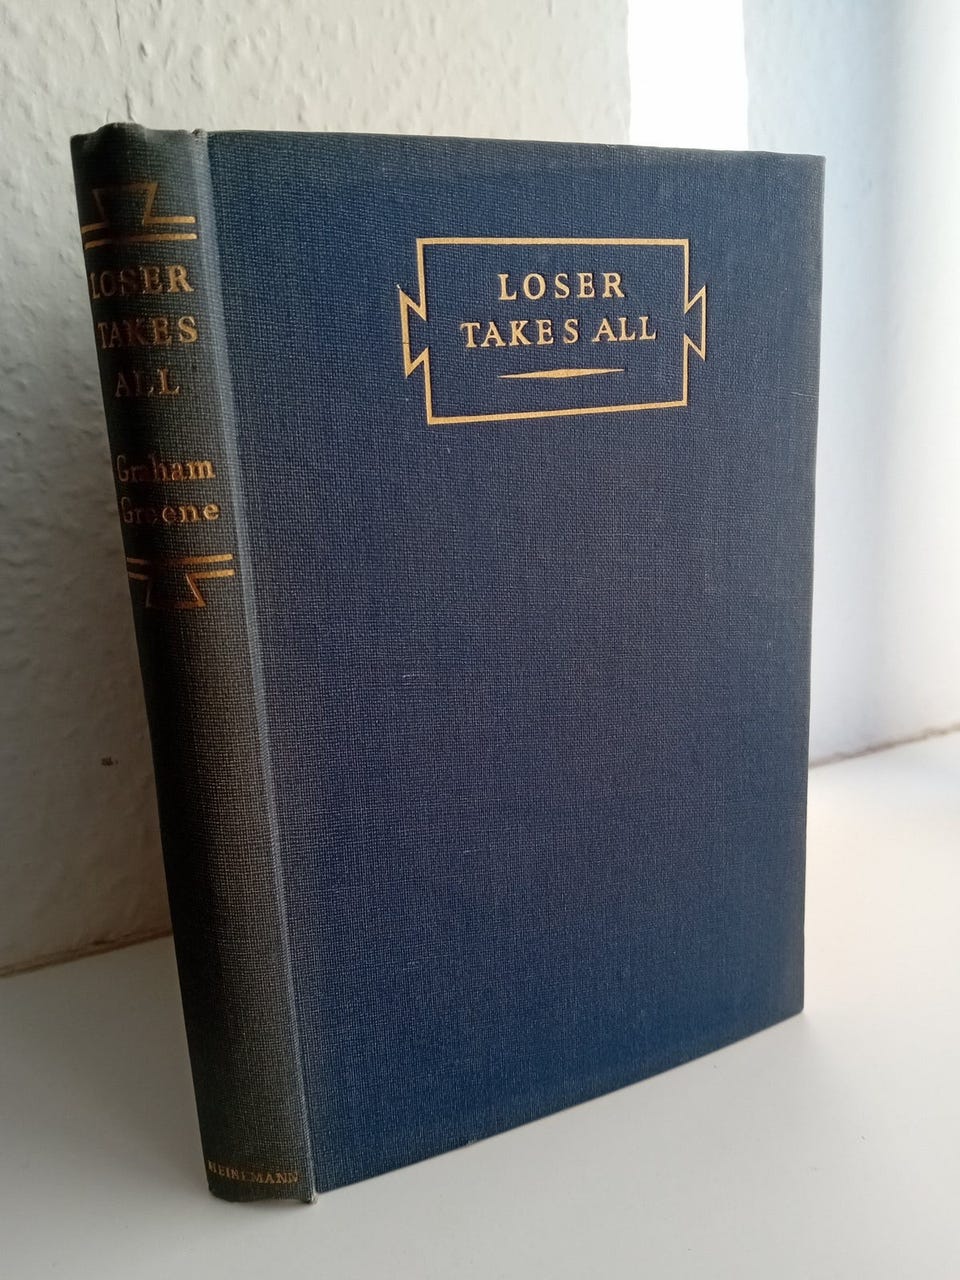 LOSER
TAKES
ALL
Graham
Greene
HEINEMANN
LOSER
TAKES ALL